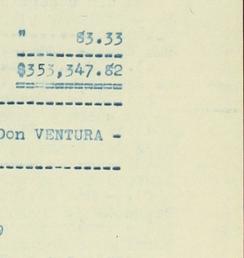 " 83.33
$353,347.82
Don VENTURA -